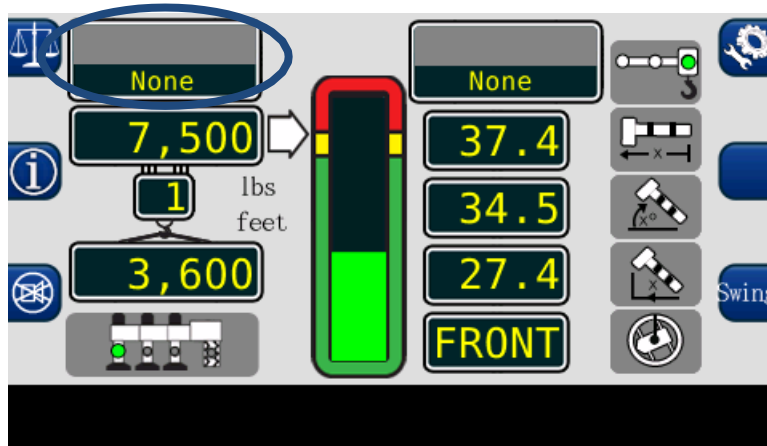 None
None
7,500
37.4
1
lbs
feet
34.5
3,600
27.4
FRONT
x
x°
x
i
Swing